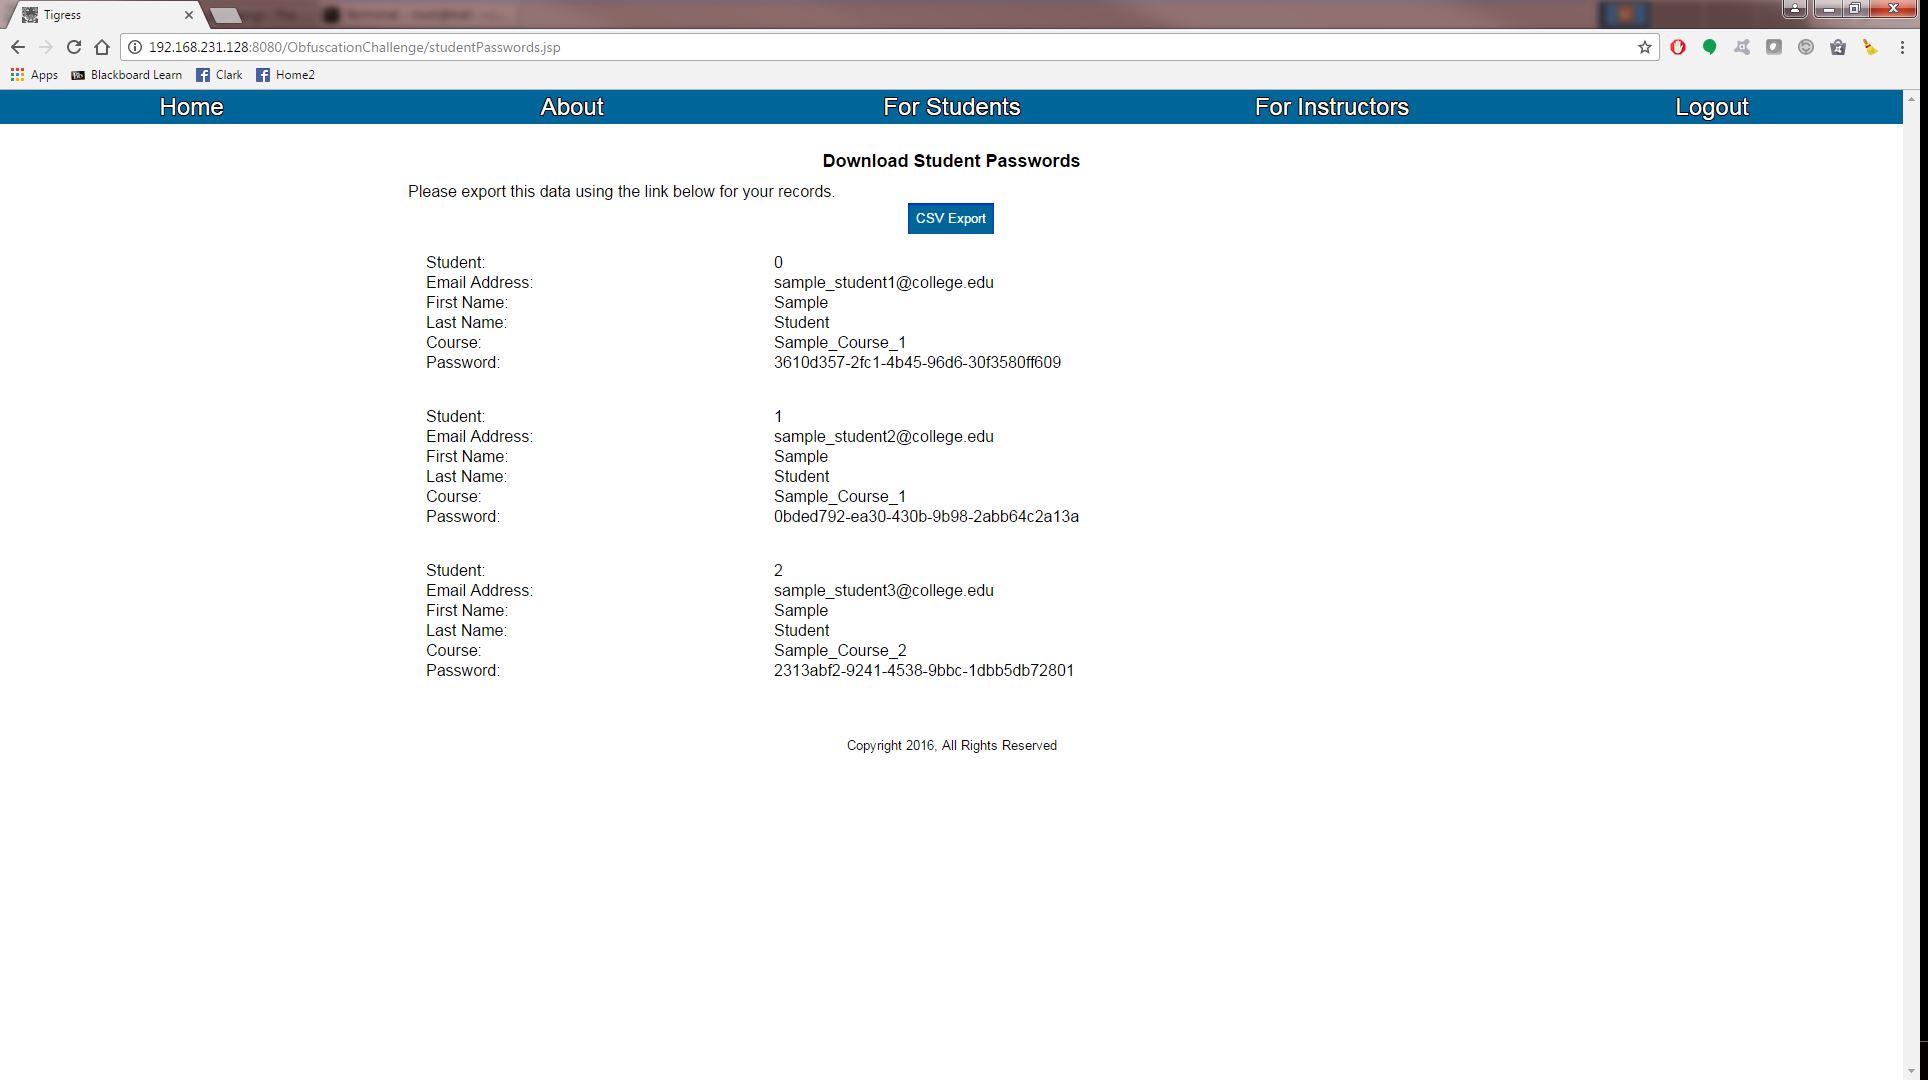 Tigress
192.168.231.128:8080/ObfuscationChallenge/studentPasswords.jsp
Apps Blackboard Learn Clark Home2
Home About For Students For Instructors Logout
Download Student Passwords
Please export this data using the link below for your records.
CSV Export
Student: 0
Email Address: sample_student1@college.edu
First Name: Sample
Last Name: Student
Course: Sample_Course_1
Password: 3610d357-2fc1-4b45-96d6-30f3580ff609
Student: 1
Email Address: sample_student2@college.edu
First Name: Sample
Last Name: Student
Course: Sample_Course_1
Password: 0bded792-ea30-430b-9b98-2abb64c2a13a
Student: 2
Email Address: sample_student3@college.edu
First Name: Sample
Last Name: Student
Course: Sample_Course_2
Password: 2313abf2-9241-4538-9bbc-1dbb5db72801
Copyright 2016, All Rights Reserved